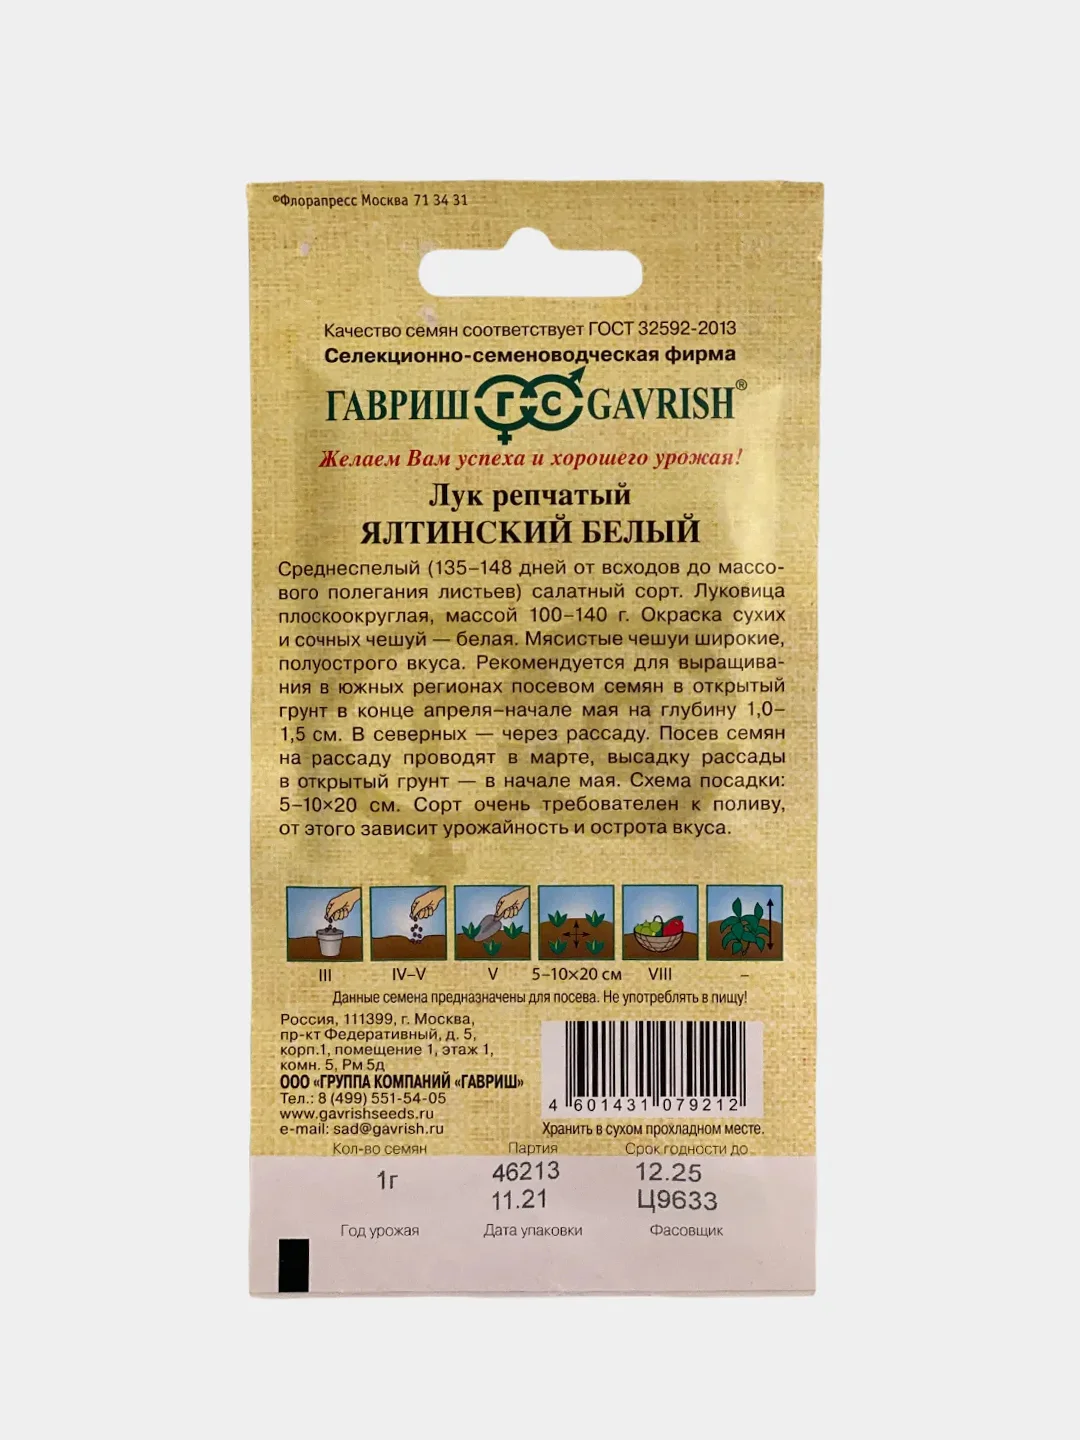 ©Флорапресс Москва 71 34 31
Качество семян соответствует ГОСТ 32592-2013
Селекционно-семеноводческая фирма
ГАВРИШ ГС GAVRISH®
Желаем Вам успеха и хорошего урожая!
Лук репчатый
ЯЛТИНСКИЙ БЕЛЫЙ
Среднеспелый (135–148 дней от всходов до массо-
вого полегания листьев) салатный сорт. Луковица
плоскоокруглая, массой 100–140 г. Окраска сухих
и сочных чешуй — белая. Мясистые чешуи широкие,
полуострого вкуса. Рекомендуется для выращива-
ния в южных регионах посевом семян в открытый
грунт в конце апреля–начале мая на глубину 1,0–
1,5 см. В северных — через рассаду. Посев семян
на рассаду проводят в марте, высадку рассады
в открытый грунт — в начале мая. Схема посадки:
5–10×20 см. Сорт очень требователен к поливу,
от этого зависит урожайность и острота вкуса.
III IV–V V 5–10×20 см VIII –
Данные семена предназначены для посева. Не употреблять в пищу!
Россия, 111399, г. Москва,
пр-кт Федеративный, д. 5,
корп.1, помещение 1, этаж 1,
комн. 5, Рм 5д
ООО «ГРУППА КОМПАНИЙ «ГАВРИШ»
Тел.: 8 (499) 551-54-05
www.gavrishseeds.ru
e-mail: sad@gavrish.ru
4 601431 079212
Хранить в сухом прохладном месте.
Кол-во семян Партия Срок годности до
1г 46213 12.25
11.21 Ц9633
Год урожая Дата упаковки Фасовщик